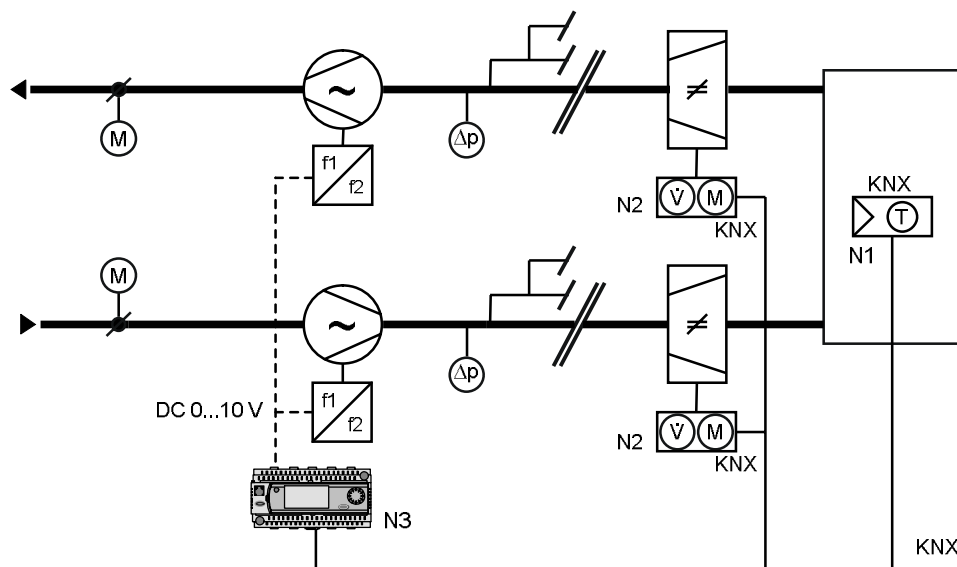 M
~
f1
f2
Δp
≠
N2
V̇
M
KNX
KNX
T
N1
M
~
f1
f2
Δp
≠
N2
V̇
M
KNX
DC 0...10 V
N3
KNX